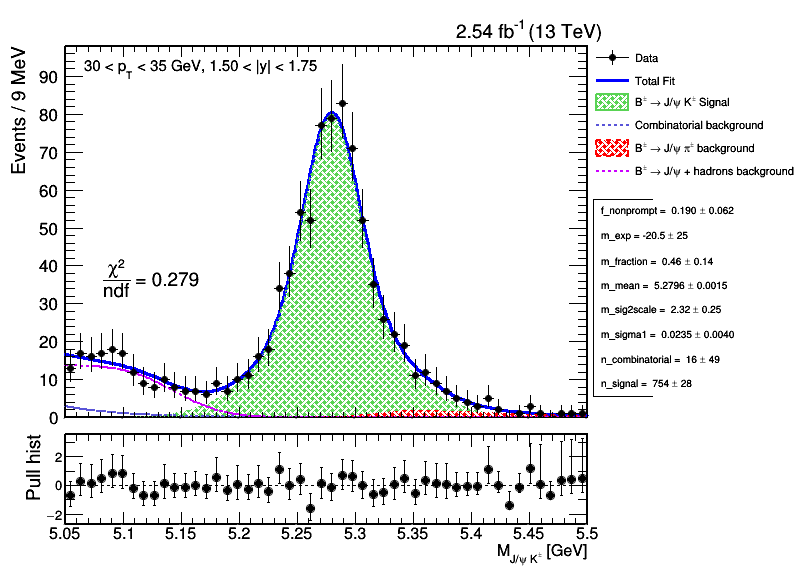 2.54 fb⁻¹ (13 TeV)
30 < p_T < 35 GeV, 1.50 < |y| < 1.75
Events / 9 MeV
90
80
70
60
50
40
30
20
10
0
χ²/ndf = 0.279
Data
Total Fit
B± → J/ψ K± Signal
Combinatorial background
B± → J/ψ π± background
B± → J/ψ + hadrons background
f_nonprompt = 0.190 ± 0.062
m_exp = -20.5 ± 25
m_fraction = 0.46 ± 0.14
m_mean = 5.2796 ± 0.0015
m_sig2scale = 2.32 ± 0.25
m_sigma1 = 0.0235 ± 0.0040
n_combinatorial = 16 ± 49
n_signal = 754 ± 28
Pull hist
2
0
−2
5.05 5.1 5.15 5.2 5.25 5.3 5.35 5.4 5.45 5.5
M_J/ψ K± [GeV]